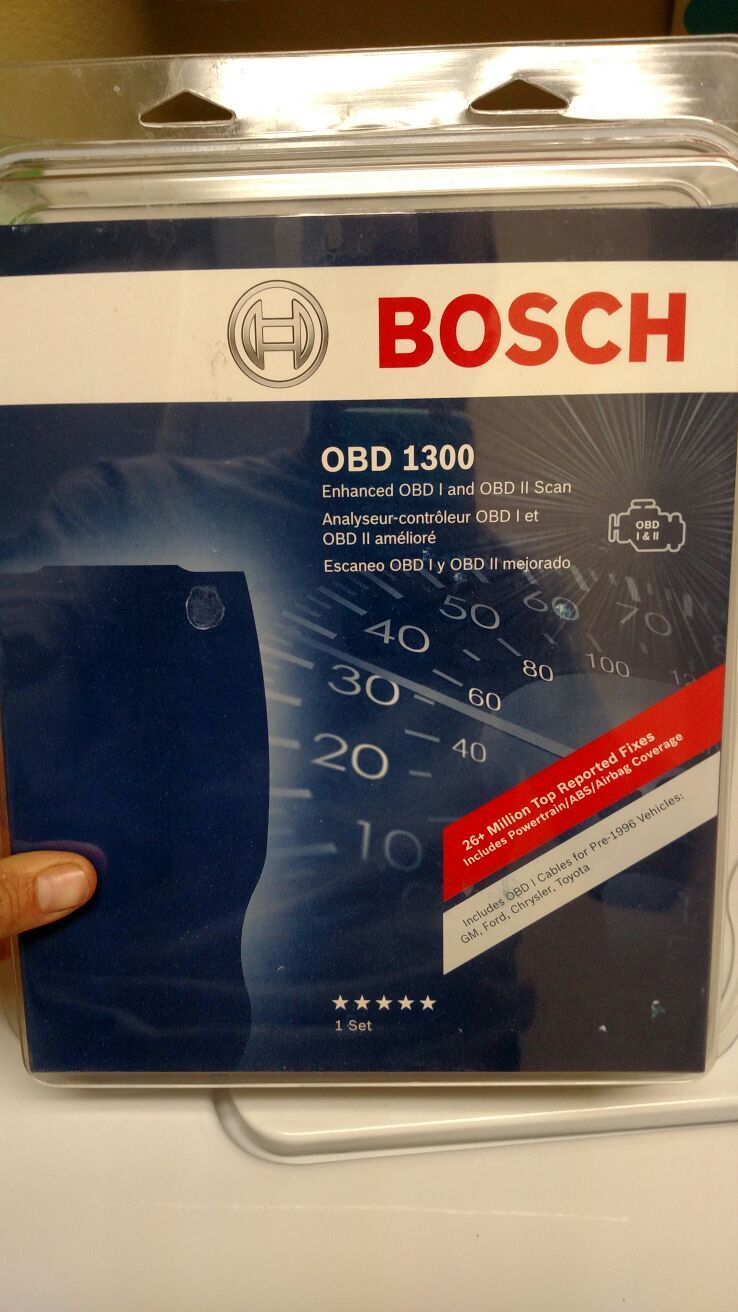 BOSCH
OBD 1300
Enhanced OBD I and OBD II Scan
Analyseur-contrôleur OBD I et
OBD II amélioré
Escaneo OBD I y OBD II mejorado
OBD
I & II
50 60 70
40
80 100
30
60
20
40
10
26+ Million Top Reported Fixes
Includes Powertrain/ABS/Airbag Coverage
Includes OBD I Cables for Pre-1996 Vehicles:
GM, Ford, Chrysler, Toyota
1 Set